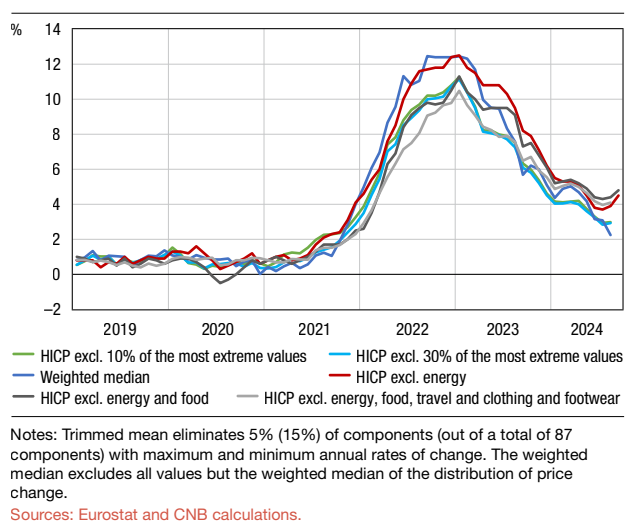 %
14
12
10
8
6
4
2
0
–2
2019 2020 2021 2022 2023 2024
HICP excl. 10% of the most extreme values HICP excl. 30% of the most extreme values
Weighted median HICP excl. energy
HICP excl. energy and food HICP excl. energy, food, travel and clothing and footwear
Notes: Trimmed mean eliminates 5% (15%) of components (out of a total of 87
components) with maximum and minimum annual rates of change. The weighted
median excludes all values but the weighted median of the distribution of price
change.
Sources: Eurostat and CNB calculations.